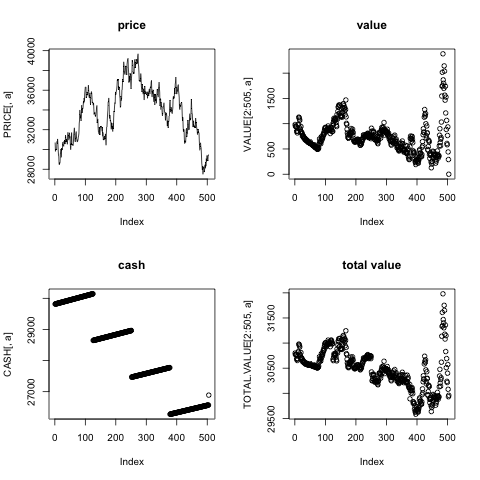 price
PRICE[, a]
28000 32000 36000 40000
0 100 200 300 400 500
Index
value
VALUE[2:505, a]
0 500 1500
0 100 200 300 400 500
Index
cash
CASH[, a]
27000 29000
0 100 200 300 400 500
Index
total value
TOTAL.VALUE[2:505, a]
29500 30500 31500
0 100 200 300 400 500
Index